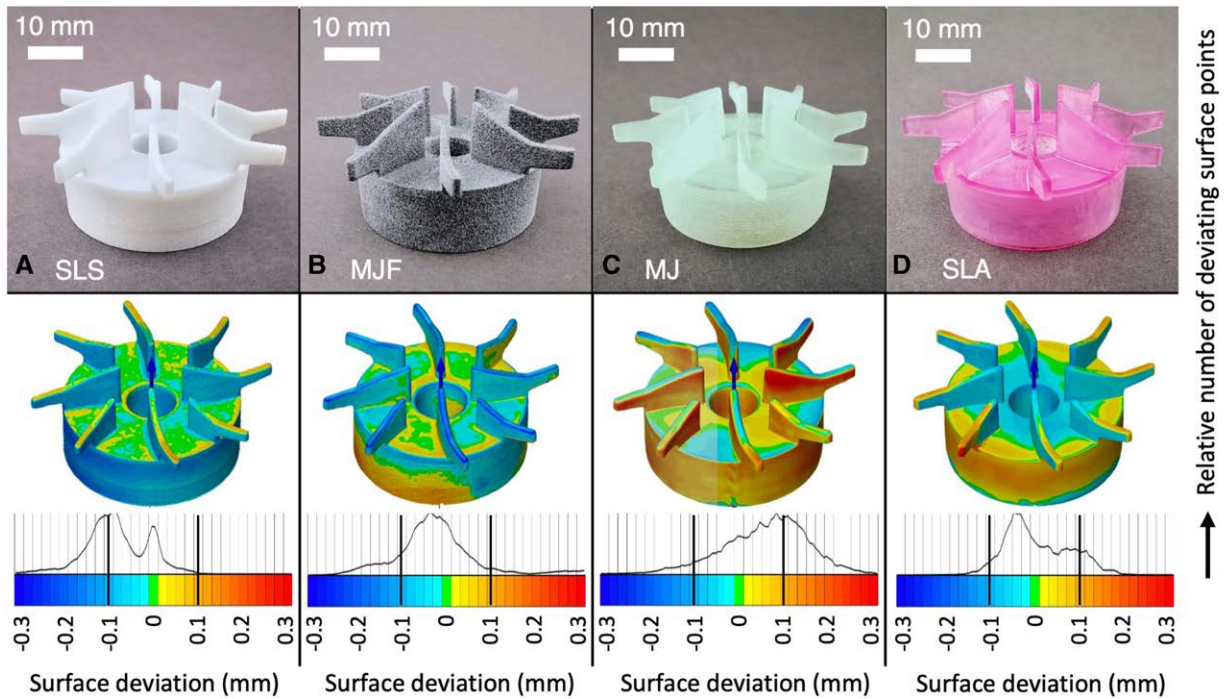 10 mm
10 mm
10 mm
10 mm
A SLS
B MJF
C MJ
D SLA
Relative number of deviating surface points
-0.3 -0.2 -0.1 0 0.1 0.2 0.3
-0.3 -0.2 -0.1 0 0.1 0.2 0.3
-0.3 -0.2 -0.1 0 0.1 0.2 0.3
-0.3 -0.2 -0.1 0 0.1 0.2 0.3
Surface deviation (mm)
Surface deviation (mm)
Surface deviation (mm)
Surface deviation (mm)